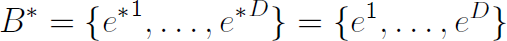 B* = {e*¹, . . . , e*ᴰ} = {e¹, . . . , eᴰ}